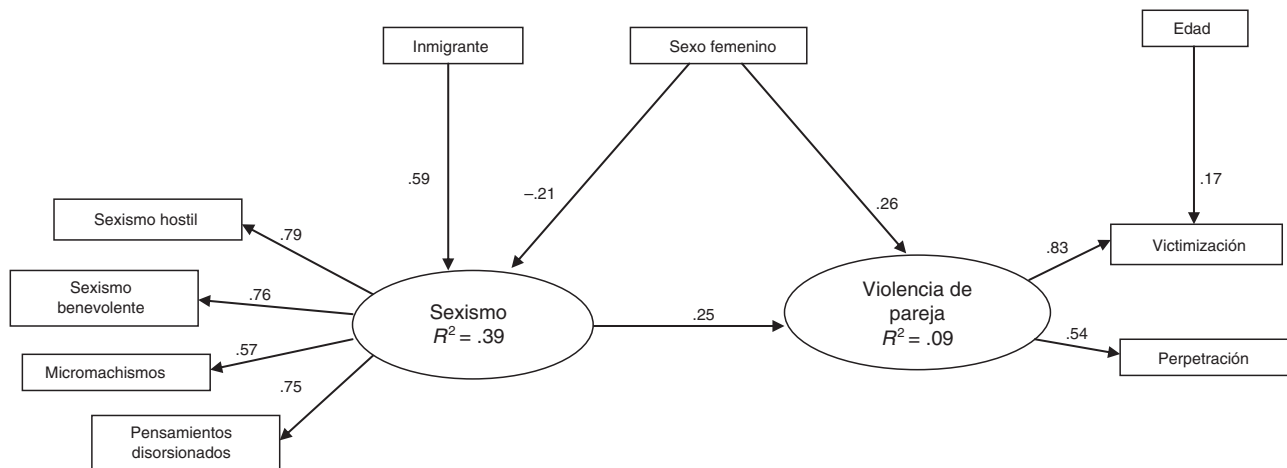 Edad
Inmigrante
Sexo femenino
.59
–.21
.26
.17
Sexismo hostil
.79
Victimización
.83
Sexismo
benevolente
.76
Sexismo
R² = .39
.25
Violencia de
pareja
R² = .09
.54
Perpetración
Micromachismos
.57
.75
Pensamientos
disorsionados